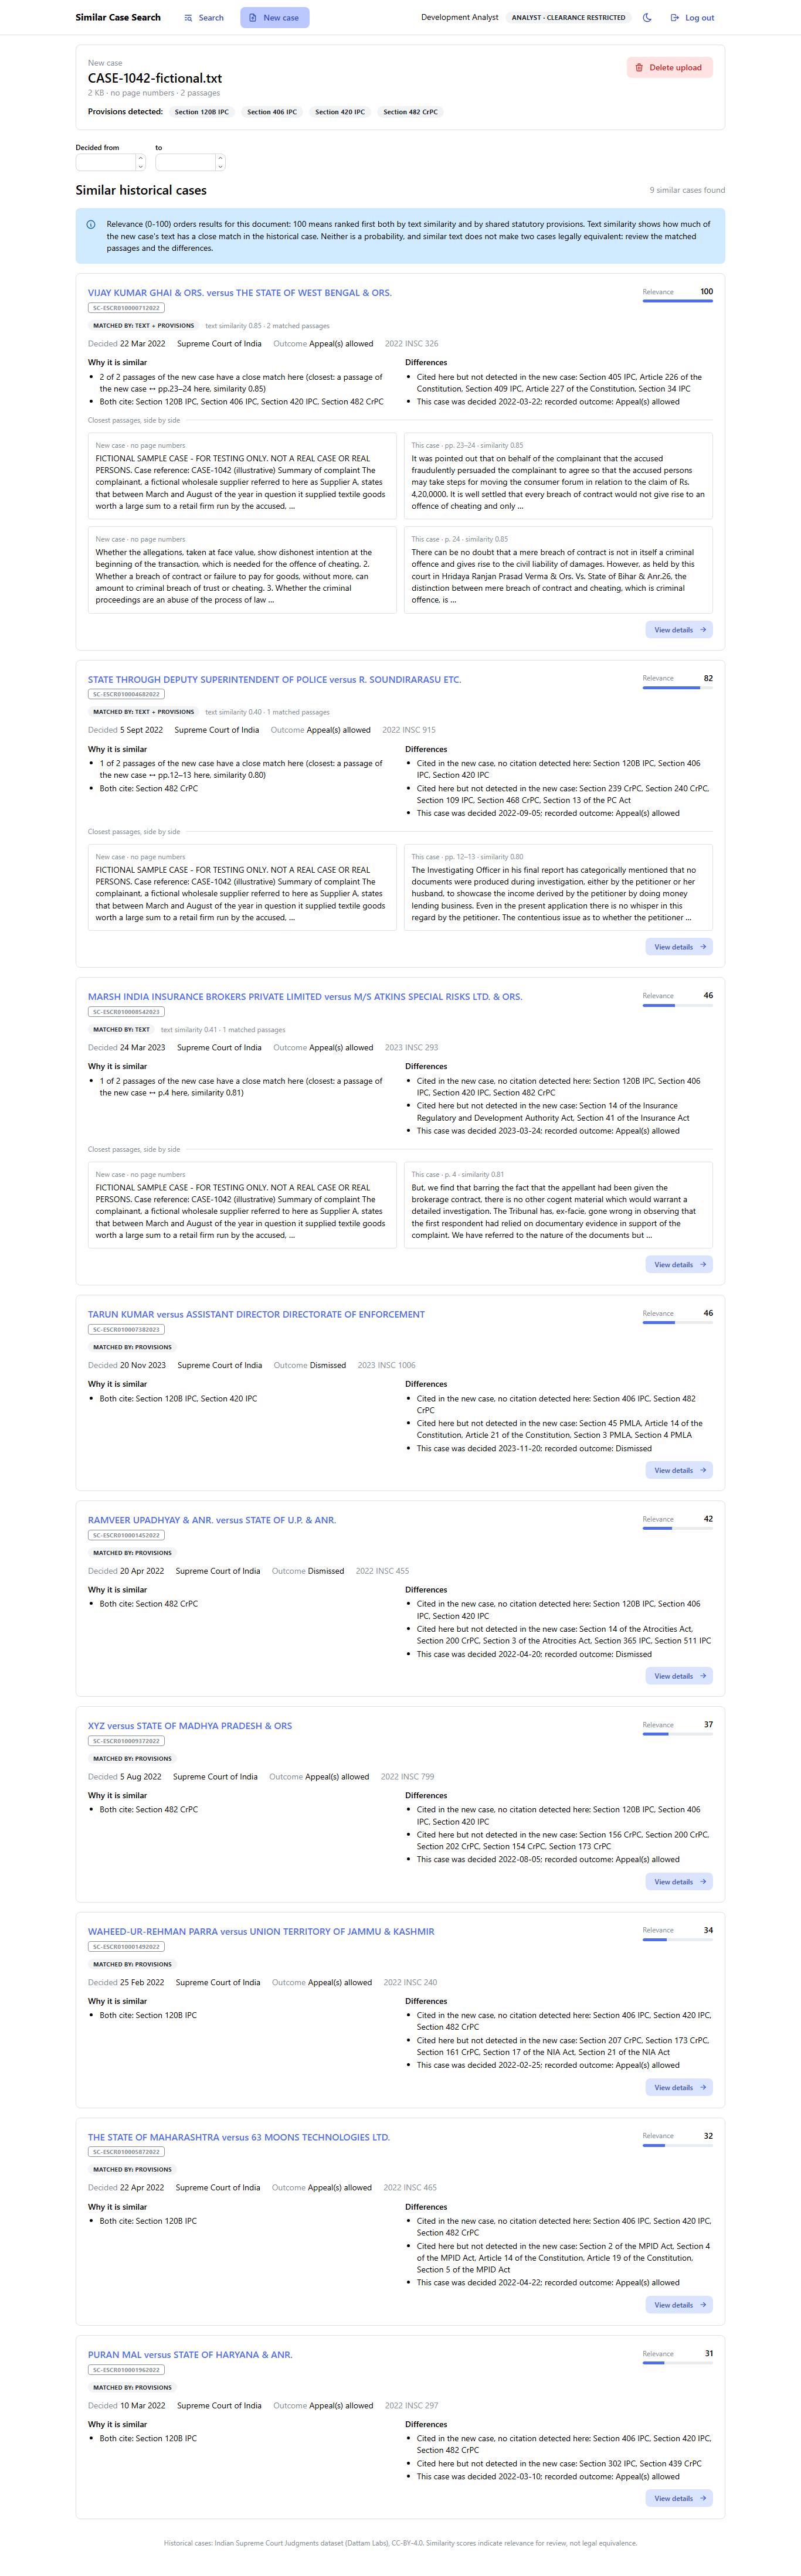 Similar Case Search
Search
New case
Development Analyst
ANALYST · CLEARANCE RESTRICTED
Log out
New case
CASE-1042-fictional.txt
2 KB · no page numbers · 2 passages
Provisions detected: Section 120B IPC Section 406 IPC Section 420 IPC Section 482 CrPC
Delete upload
Decided from
to
Similar historical cases
9 similar cases found
Relevance (0-100) orders results for this document: 100 means ranked first both by text similarity and by shared statutory provisions. Text similarity shows how much of
the new case's text has a close match in the historical case. Neither is a probability, and similar text does not make two cases legally equivalent: review the matched
passages and the differences.
VIJAY KUMAR GHAI & ORS. versus THE STATE OF WEST BENGAL & ORS.
Relevance 100
SC-ESCR010000712022
MATCHED BY: TEXT + PROVISIONS text similarity 0.85 · 2 matched passages
Decided 22 Mar 2022 Supreme Court of India Outcome Appeal(s) allowed 2022 INSC 326
Why it is similar
2 of 2 passages of the new case have a close match here (closest: a passage of
the new case ↔ pp.23–24 here, similarity 0.85)
Both cite: Section 120B IPC, Section 406 IPC, Section 420 IPC, Section 482 CrPC
Differences
Cited here but not detected in the new case: Section 405 IPC, Article 226 of the
Constitution, Section 409 IPC, Article 227 of the Constitution, Section 34 IPC
This case was decided 2022-03-22; recorded outcome: Appeal(s) allowed
Closest passages, side by side
New case · no page numbers
FICTIONAL SAMPLE CASE - FOR TESTING ONLY. NOT A REAL CASE OR REAL
PERSONS. Case reference: CASE-1042 (illustrative) Summary of complaint The
complainant, a fictional wholesale supplier referred to here as Supplier A, states
that between March and August of the year in question it supplied textile goods
worth a large sum to a retail firm run by the accused, ...
This case · pp. 23–24 · similarity 0.85
It was pointed out that on behalf of the complainant that the accused
fraudulently persuaded the complainant to agree so that the accused persons
may take steps for moving the consumer forum in relation to the claim of Rs.
4,20,0000. It is well settled that every breach of contract would not give rise to an
offence of cheating and only ...
New case · no page numbers
Whether the allegations, taken at face value, show dishonest intention at the
beginning of the transaction, which is needed for the offence of cheating. 2.
Whether a breach of contract or failure to pay for goods, without more, can
amount to criminal breach of trust or cheating. 3. Whether the criminal
proceedings are an abuse of the process of law ...
This case · p. 24 · similarity 0.85
There can be no doubt that a mere breach of contract is not in itself a criminal
offence and gives rise to the civil liability of damages. However, as held by this
court in Hridaya Ranjan Prasad Verma & Ors. Vs. State of Bihar & Anr.26, the
distinction between mere breach of contract and cheating, which is criminal
offence, is ...
View details
STATE THROUGH DEPUTY SUPERINTENDENT OF POLICE versus R. SOUNDIRARASU ETC.
Relevance 82
SC-ESCR010004682022
MATCHED BY: TEXT + PROVISIONS text similarity 0.40 · 1 matched passages
Decided 5 Sept 2022 Supreme Court of India Outcome Appeal(s) allowed 2022 INSC 915
Why it is similar
1 of 2 passages of the new case have a close match here (closest: a passage of
the new case ↔ pp.12–13 here, similarity 0.80)
Both cite: Section 482 CrPC
Differences
Cited in the new case, no citation detected here: Section 120B IPC, Section 406
IPC, Section 420 IPC
Cited here but not detected in the new case: Section 239 CrPC, Section 240 CrPC,
Section 109 IPC, Section 468 CrPC, Section 13 of the PC Act
This case was decided 2022-09-05; recorded outcome: Appeal(s) allowed
Closest passages, side by side
New case · no page numbers
FICTIONAL SAMPLE CASE - FOR TESTING ONLY. NOT A REAL CASE OR REAL
PERSONS. Case reference: CASE-1042 (illustrative) Summary of complaint The
complainant, a fictional wholesale supplier referred to here as Supplier A, states
that between March and August of the year in question it supplied textile goods
worth a large sum to a retail firm run by the accused, ...
This case · pp. 12–13 · similarity 0.80
The Investigating Officer in his final report has categorically mentioned that no
documents were produced during investigation, either by the petitioner or her
husband, to showcase the income derived by the petitioner by doing money
lending business. Even in the present application there is no whisper in this
regard by the petitioner. The contentious issue as to whether the petitioner ...
View details
MARSH INDIA INSURANCE BROKERS PRIVATE LIMITED versus M/S ATKINS SPECIAL RISKS LTD. & ORS.
Relevance 46
SC-ESCR010008542023
MATCHED BY: TEXT text similarity 0.41 · 1 matched passages
Decided 24 Mar 2023 Supreme Court of India Outcome Appeal(s) allowed 2023 INSC 293
Why it is similar
1 of 2 passages of the new case have a close match here (closest: a passage of
the new case ↔ p.4 here, similarity 0.81)
Differences
Cited in the new case, no citation detected here: Section 120B IPC, Section 406
IPC, Section 420 IPC, Section 482 CrPC
Cited here but not detected in the new case: Section 14 of the Insurance
Regulatory and Development Authority Act, Section 41 of the Insurance Act
This case was decided 2023-03-24; recorded outcome: Appeal(s) allowed
Closest passages, side by side
New case · no page numbers
FICTIONAL SAMPLE CASE - FOR TESTING ONLY. NOT A REAL CASE OR REAL
PERSONS. Case reference: CASE-1042 (illustrative) Summary of complaint The
complainant, a fictional wholesale supplier referred to here as Supplier A, states
that between March and August of the year in question it supplied textile goods
worth a large sum to a retail firm run by the accused, ...
This case · p. 4 · similarity 0.81
But, we find that barring the fact that the appellant had been given the
brokerage contract, there is no other cogent material which would warrant a
detailed investigation. The Tribunal has, ex-facie, gone wrong in observing that
the first respondent had relied on documentary evidence in support of the
complaint. We have referred to the nature of the documents but ...
View details
TARUN KUMAR versus ASSISTANT DIRECTOR DIRECTORATE OF ENFORCEMENT
Relevance 46
SC-ESCR010007382023
MATCHED BY: PROVISIONS
Decided 20 Nov 2023 Supreme Court of India Outcome Dismissed 2023 INSC 1006
Why it is similar
Both cite: Section 120B IPC, Section 420 IPC
Differences
Cited in the new case, no citation detected here: Section 406 IPC, Section 482
CrPC
Cited here but not detected in the new case: Section 45 PMLA, Article 14 of the
Constitution, Article 21 of the Constitution, Section 3 PMLA, Section 4 PMLA
This case was decided 2023-11-20; recorded outcome: Dismissed
View details
RAMVEER UPADHYAY & ANR. versus STATE OF U.P. & ANR.
Relevance 42
SC-ESCR010001452022
MATCHED BY: PROVISIONS
Decided 20 Apr 2022 Supreme Court of India Outcome Dismissed 2022 INSC 455
Why it is similar
Both cite: Section 482 CrPC
Differences
Cited in the new case, no citation detected here: Section 120B IPC, Section 406
IPC, Section 420 IPC
Cited here but not detected in the new case: Section 14 of the Atrocities Act,
Section 200 CrPC, Section 3 of the Atrocities Act, Section 365 IPC, Section 511 IPC
This case was decided 2022-04-20; recorded outcome: Dismissed
View details
XYZ versus STATE OF MADHYA PRADESH & ORS
Relevance 37
SC-ESCR010009372022
MATCHED BY: PROVISIONS
Decided 5 Aug 2022 Supreme Court of India Outcome Appeal(s) allowed 2022 INSC 799
Why it is similar
Both cite: Section 482 CrPC
Differences
Cited in the new case, no citation detected here: Section 120B IPC, Section 406
IPC, Section 420 IPC
Cited here but not detected in the new case: Section 156 CrPC, Section 200 CrPC,
Section 202 CrPC, Section 154 CrPC, Section 173 CrPC
This case was decided 2022-08-05; recorded outcome: Appeal(s) allowed
View details
WAHEED-UR-REHMAN PARRA versus UNION TERRITORY OF JAMMU & KASHMIR
Relevance 34
SC-ESCR010001492022
MATCHED BY: PROVISIONS
Decided 25 Feb 2022 Supreme Court of India Outcome Appeal(s) allowed 2022 INSC 240
Why it is similar
Both cite: Section 120B IPC
Differences
Cited in the new case, no citation detected here: Section 406 IPC, Section 420 IPC,
Section 482 CrPC
Cited here but not detected in the new case: Section 207 CrPC, Section 173 CrPC,
Section 161 CrPC, Section 17 of the NIA Act, Section 21 of the NIA Act
This case was decided 2022-02-25; recorded outcome: Appeal(s) allowed
View details
THE STATE OF MAHARASHTRA versus 63 MOONS TECHNOLOGIES LTD.
Relevance 32
SC-ESCR010005872022
MATCHED BY: PROVISIONS
Decided 22 Apr 2022 Supreme Court of India Outcome Appeal(s) allowed 2022 INSC 465
Why it is similar
Both cite: Section 120B IPC
Differences
Cited in the new case, no citation detected here: Section 406 IPC, Section 420 IPC,
Section 482 CrPC
Cited here but not detected in the new case: Section 2 of the MPID Act, Section 4
of the MPID Act, Article 14 of the Constitution, Article 19 of the Constitution,
Section 5 of the MPID Act
This case was decided 2022-04-22; recorded outcome: Appeal(s) allowed
View details
PURAN MAL versus STATE OF HARYANA & ANR.
Relevance 31
SC-ESCR010001962022
MATCHED BY: PROVISIONS
Decided 10 Mar 2022 Supreme Court of India Outcome Appeal(s) allowed 2022 INSC 297
Why it is similar
Both cite: Section 120B IPC
Differences
Cited in the new case, no citation detected here: Section 406 IPC, Section 420 IPC,
Section 482 CrPC
Cited here but not detected in the new case: Section 302 IPC, Section 439 CrPC
This case was decided 2022-03-10; recorded outcome: Appeal(s) allowed
View details
Historical cases: Indian Supreme Court Judgments dataset (Dattam Labs), CC-BY-4.0. Similarity scores indicate relevance for review, not legal equivalence.